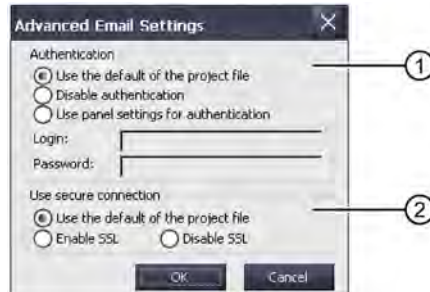 Advanced Email Settings
Authentication
Use the default of the project file
Disable authentication
Use panel settings for authentication
Login:
Password:
Use secure connection
Use the default of the project file
Enable SSL Disable SSL
OK Cancel
1
2